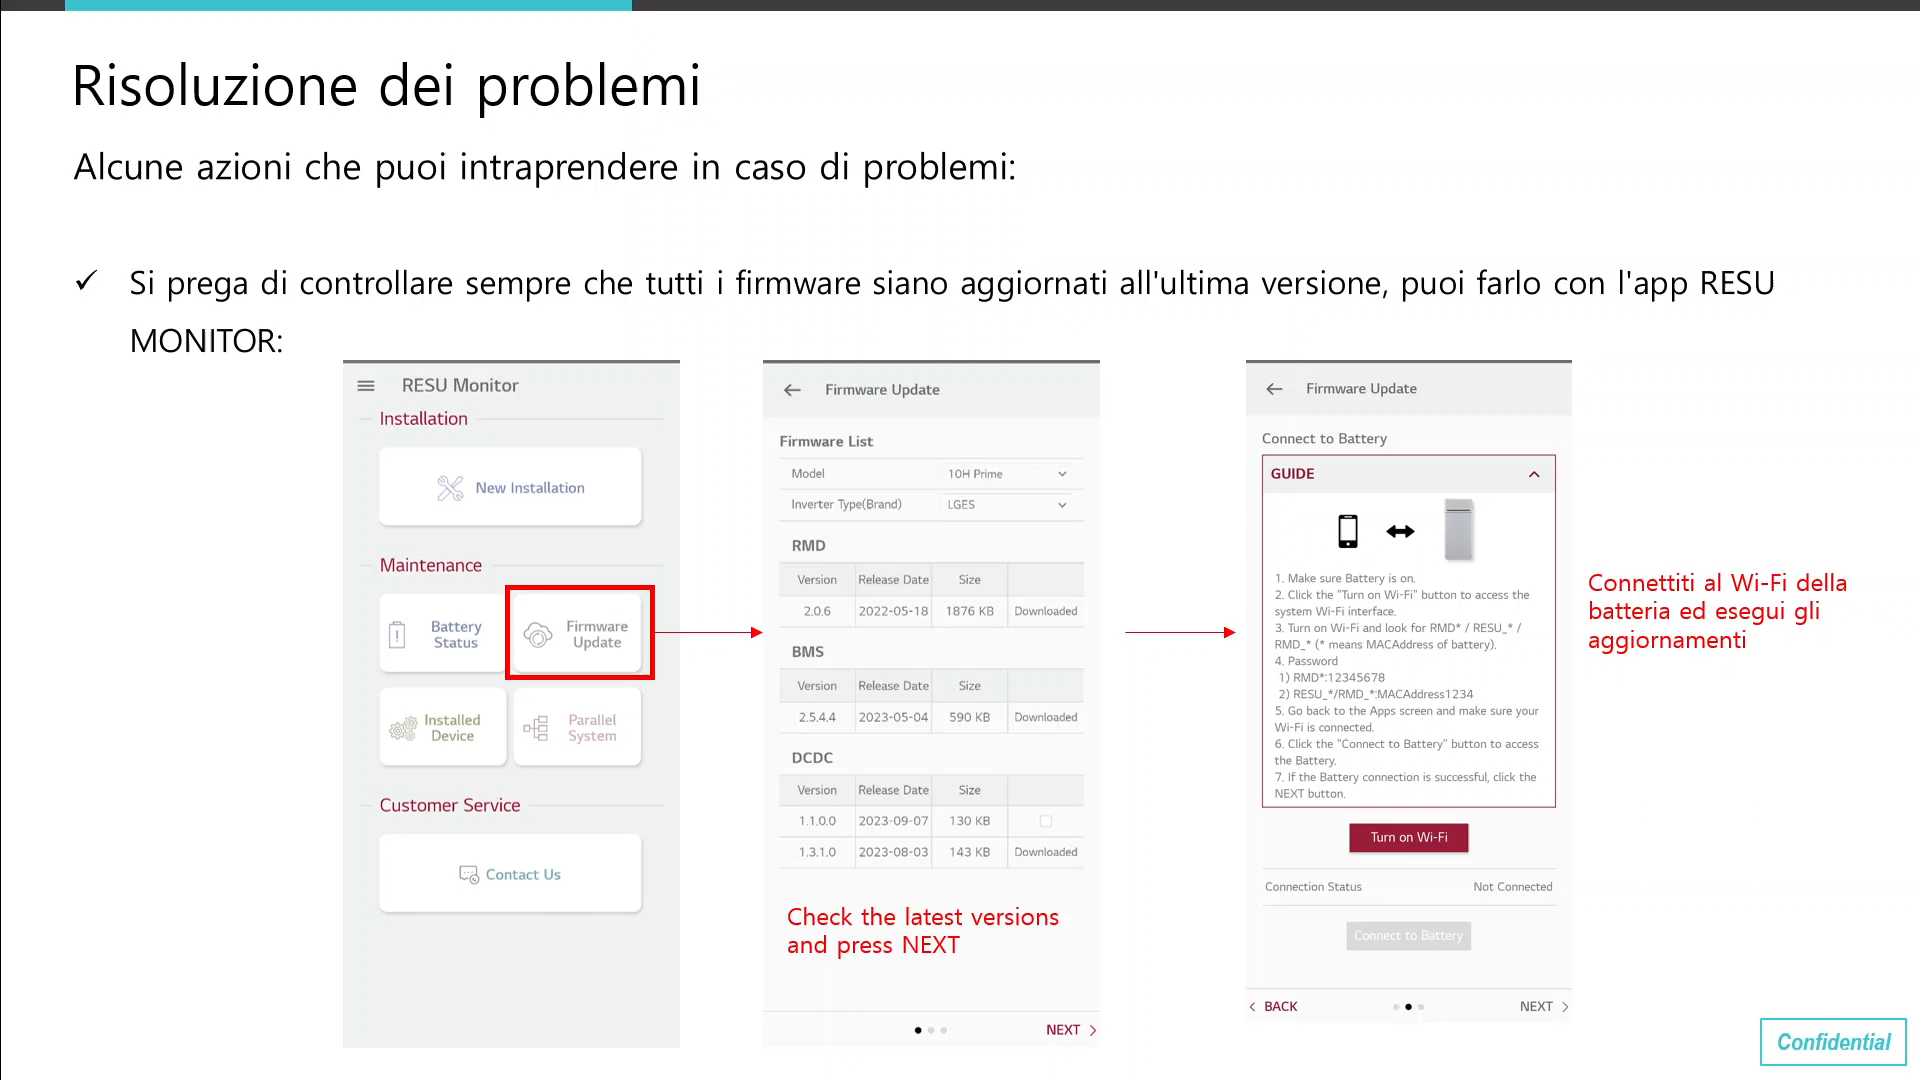 Risoluzione dei problemi
Alcune azioni che puoi intraprendere in caso di problemi:
✓ Si prega di controllare sempre che tutti i firmware siano aggiornati all'ultima versione, puoi farlo con l'app RESU
MONITOR:
RESU Monitor
Installation
New Installation
Maintenance
Battery
Status
Firmware
Update
Installed
Device
Parallel
System
Customer Service
Contact Us
Firmware Update
Firmware List
Model 10H Prime
Inverter Type(Brand) LGES
RMD
Version Release Date Size
2.0.6 2022-05-18 1876 KB Downloaded
BMS
Version Release Date Size
2.5.4.4 2023-05-04 590 KB Downloaded
DCDC
Version Release Date Size
1.1.0.0 2023-09-07 130 KB
1.3.1.0 2023-08-03 143 KB Downloaded
Check the latest versions
and press NEXT
NEXT >
Firmware Update
Connect to Battery
GUIDE
1. Make sure Battery is on.
2. Click the "Turn on Wi-Fi" button to access the
system Wi-Fi interface.
3. Turn on Wi-Fi and look for RMD* / RESU_* /
RMD_* (* means MACAddress of battery).
4. Password
1) RMD*:12345678
2) RESU_*/RMD_*:MACAddress1234
5. Go back to the Apps screen and make sure your
Wi-Fi is connected.
6. Click the "Connect to Battery" button to access
the Battery.
7. If the Battery connection is successful, click the
NEXT button.
Turn on Wi-Fi
Connection Status Not Connected
Connect to Battery
< BACK NEXT >
Connettiti al Wi-Fi della
batteria ed esegui gli
aggiornamenti
Confidential